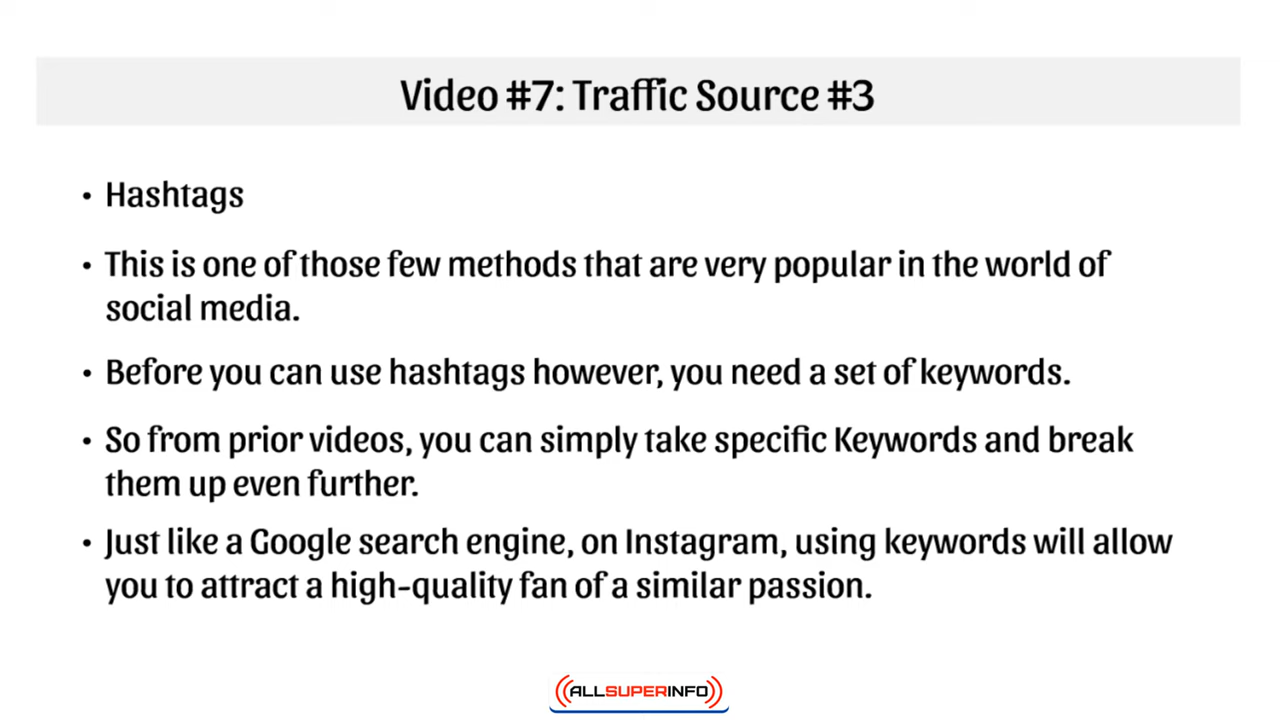 Video #7: Traffic Source #3
• Hashtags
• This is one of those few methods that are very popular in the world of
social media.
• Before you can use hashtags however, you need a set of keywords.
• So from prior videos, you can simply take specific Keywords and break
them up even further.
• Just like a Google search engine, on Instagram, using keywords will allow
you to attract a high-quality fan of a similar passion.
ALLSUPERINFO